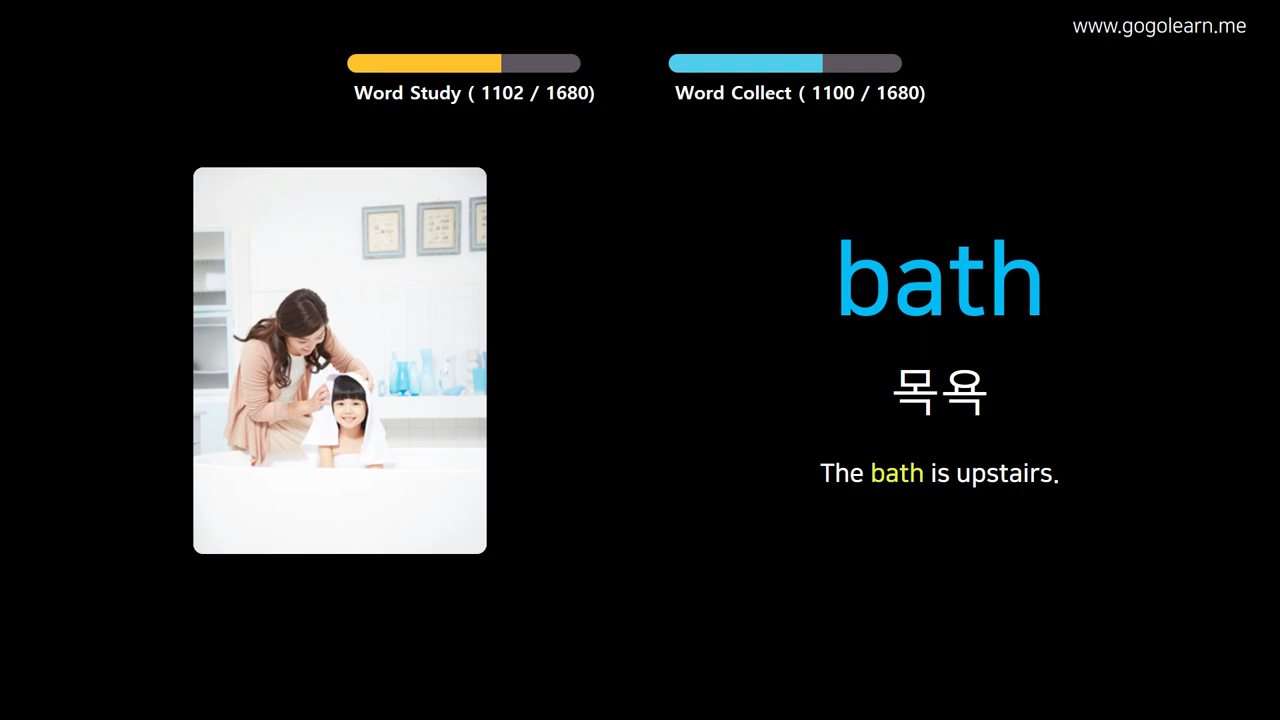 www.gogolearn.me
Word Study ( 1102 / 1680)
Word Collect ( 1100 / 1680)
bath
목욕
The bath is upstairs.